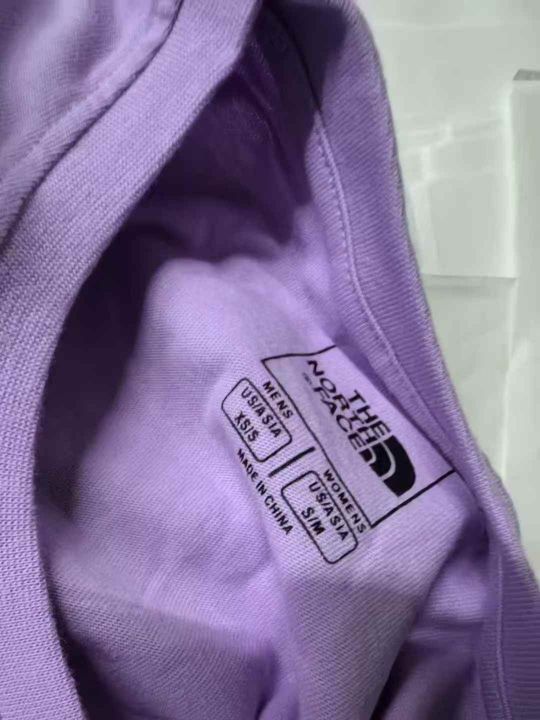 THE
NORTH
FACE
MENS
US/ASIA
XS/S
WOMENS
US/ASIA
S/M
MADE IN CHINA